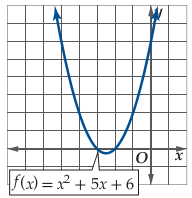 y
O
x
f(x) = x² + 5x + 6